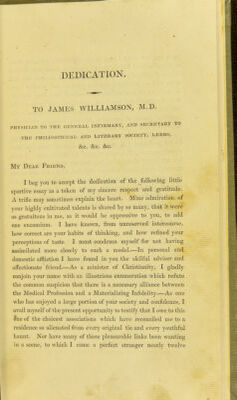 DEDICATION.
TO JAMES WILLIAMSON, M.D.
PHYSICIAN TO THE GENERAL INFIRMARY, AND SECRETARY TO
THE PHILOSOPHICAL AND LITERARY SOCIETY, LEEDS,
&c. &c. &c.
MY DEAR FRIEND,
I beg you to accept the dedication of the following little
sportive essay as a token of my sincere respect and gratitude.
A trifle may sometimes explain the heart. Mere admiration of
your highly cultivated talents is shared by so many, that it were
as gratuitous in me, as it would be oppressive to you, to add
one encomium. I have known, from unreserved intercourse,
how correct are your habits of thinking, and how refined your
perceptions of taste. I must condemn myself for not having
assimilated more closely to such a model.—In personal and
domestic affliction I have found in you the skilful adviser and
affectionate friend.—As a minister of Christianity, I gladly
conjoin your name with an illustrious enumeration which refutes
the common suspicion that there is a necessary alliance between
the Medical Profession and a Materializing Infidelity.—As one
who has enjoyed a large portion of your society and confidence, I
avail myself of the present opportunity to testify that I owe to this
one of the choicest associations which have reconciled me to a
residence so alienated from every original tie and every youthful
haunt. Nor have many of those pleasurable links been wanting
in a scene, to which I came a perfect stranger nearly twelve